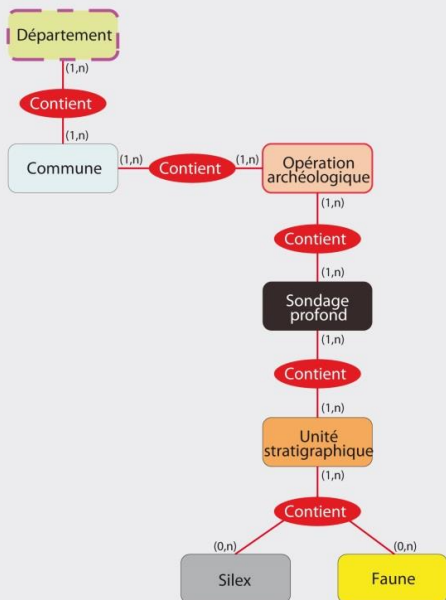 Département
(1,n)
Contient
(1,n)
Commune
(1,n)
Contient
(1,n)
Opération
archéologique
(1,n)
Contient
(1,n)
Sondage
profond
(1,n)
Contient
(1,n)
Unité
stratigraphique
(1,n)
Contient
(0,n)
(0,n)
Silex
Faune